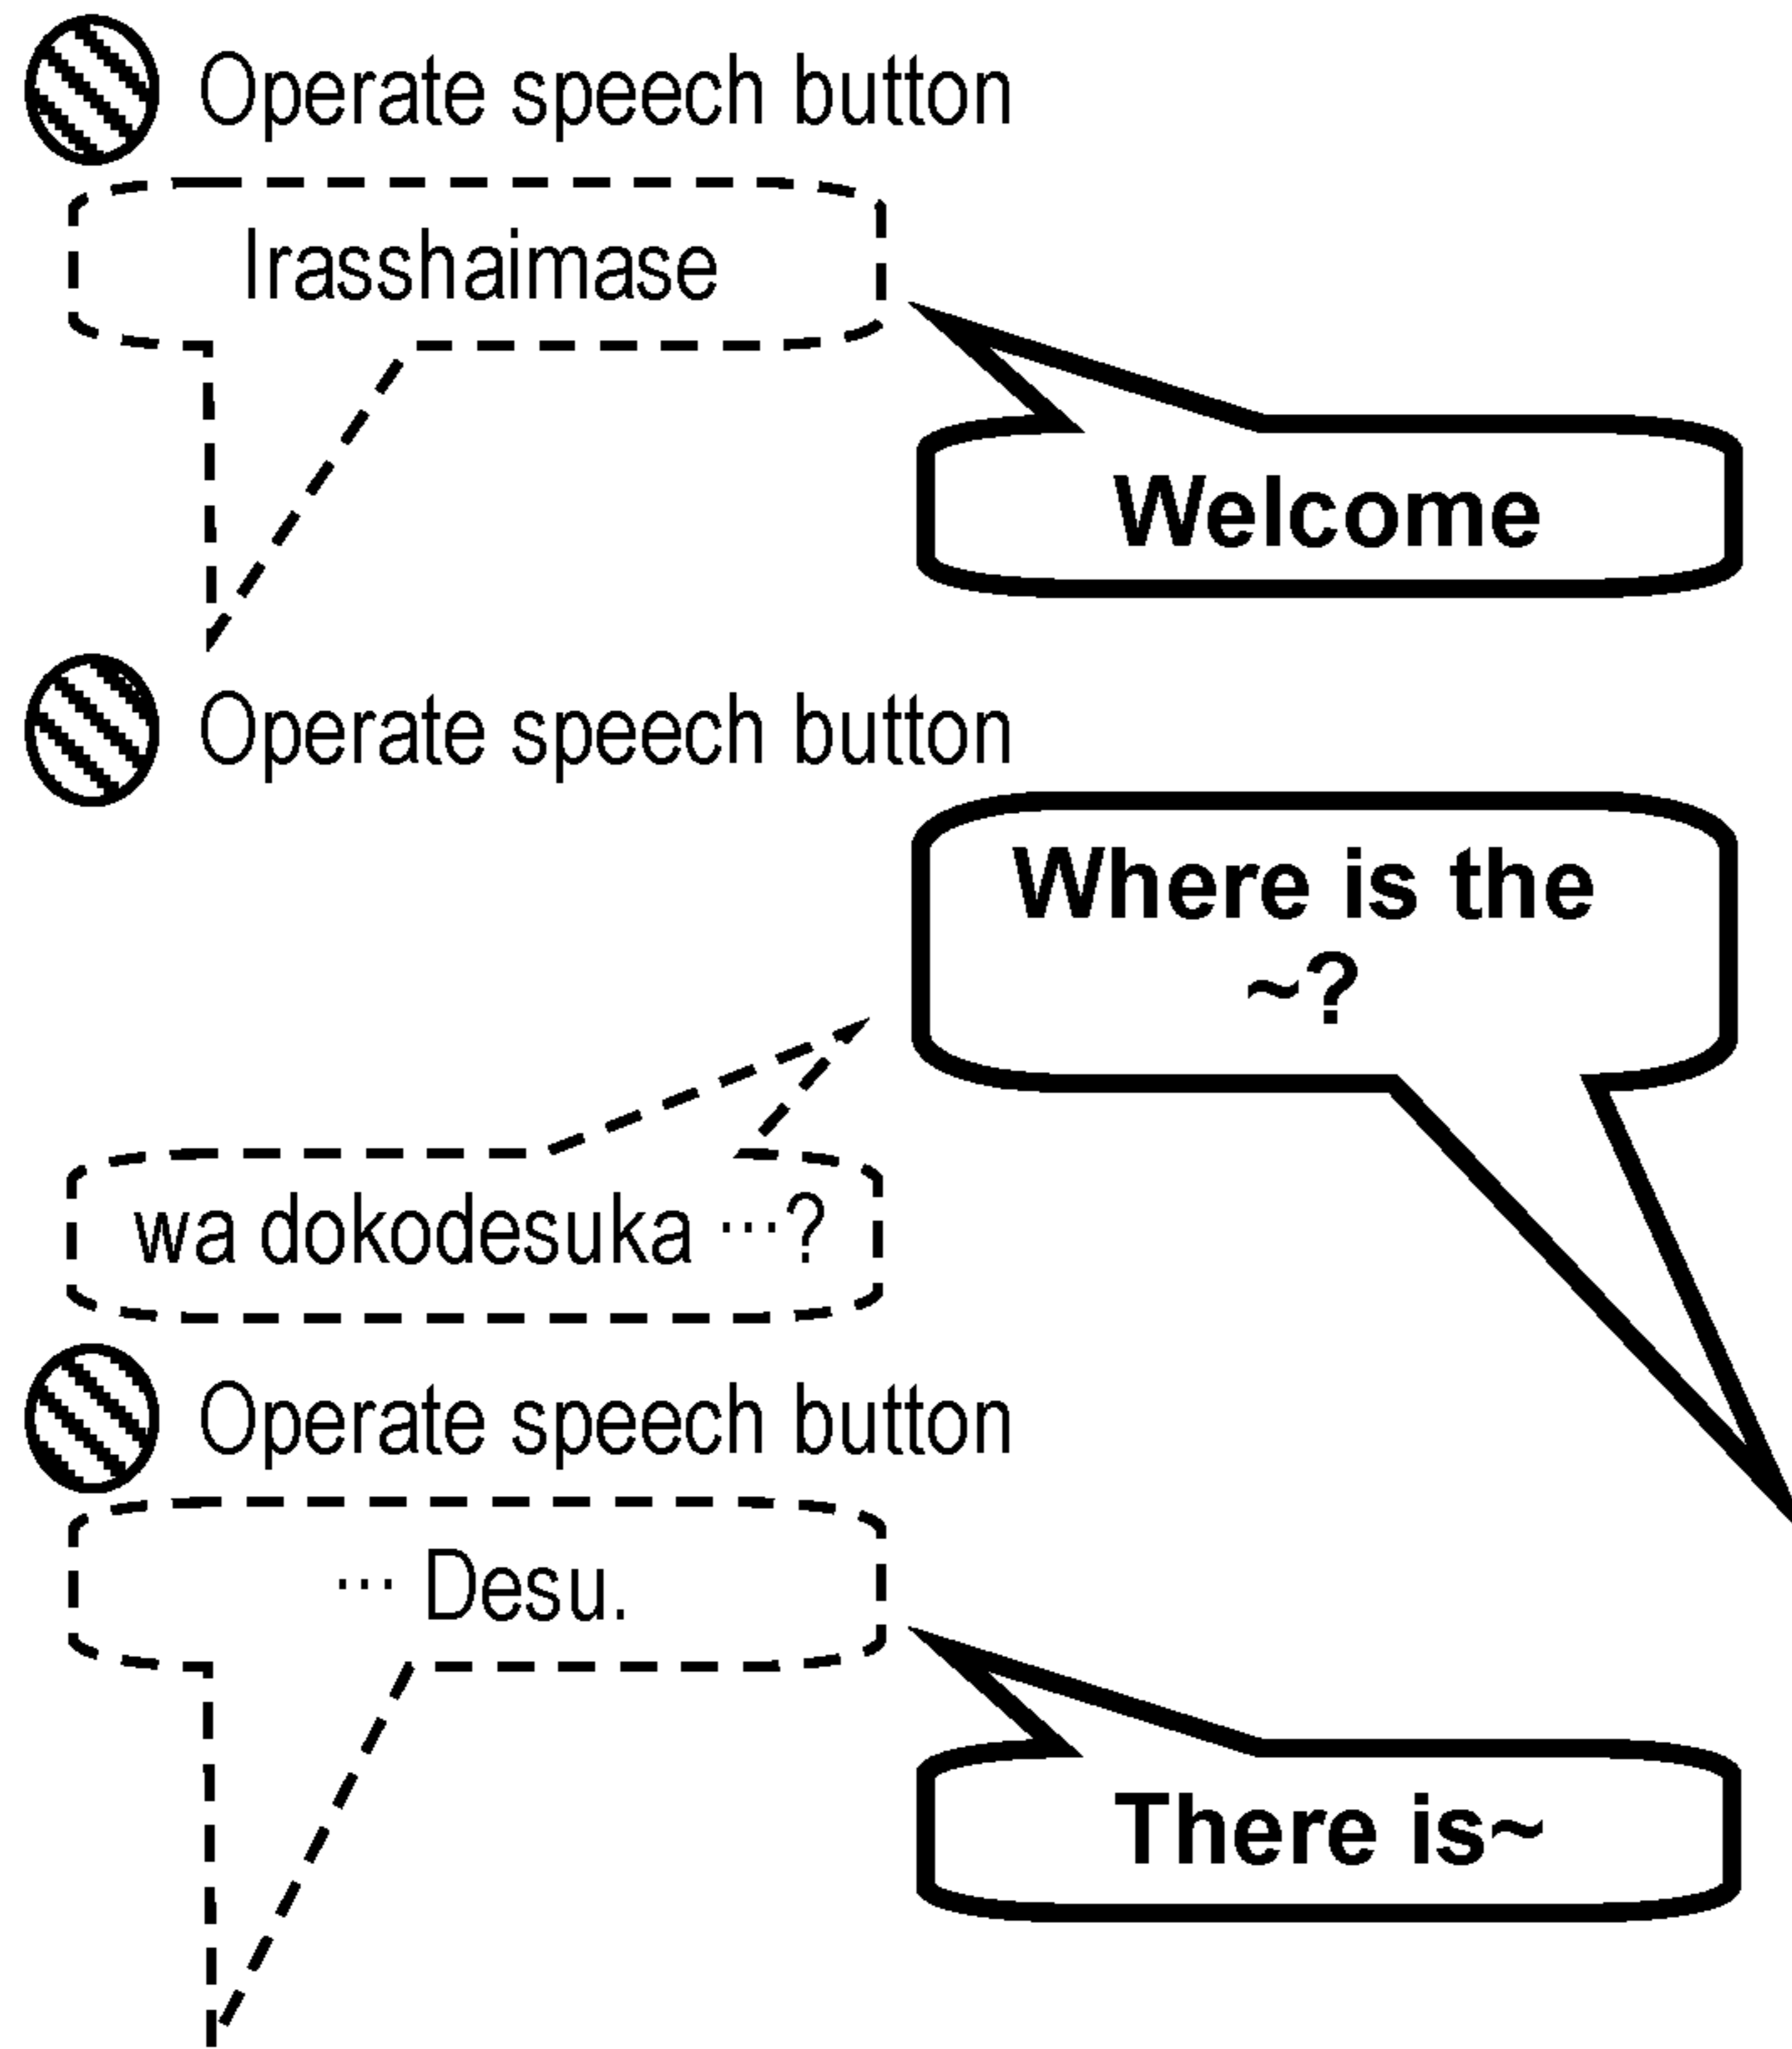 Operate speech button
Irasshaimase
Welcome
Operate speech button
Where is the
~?
wa dokodesuka ···?
Operate speech button
··· Desu.
There is~